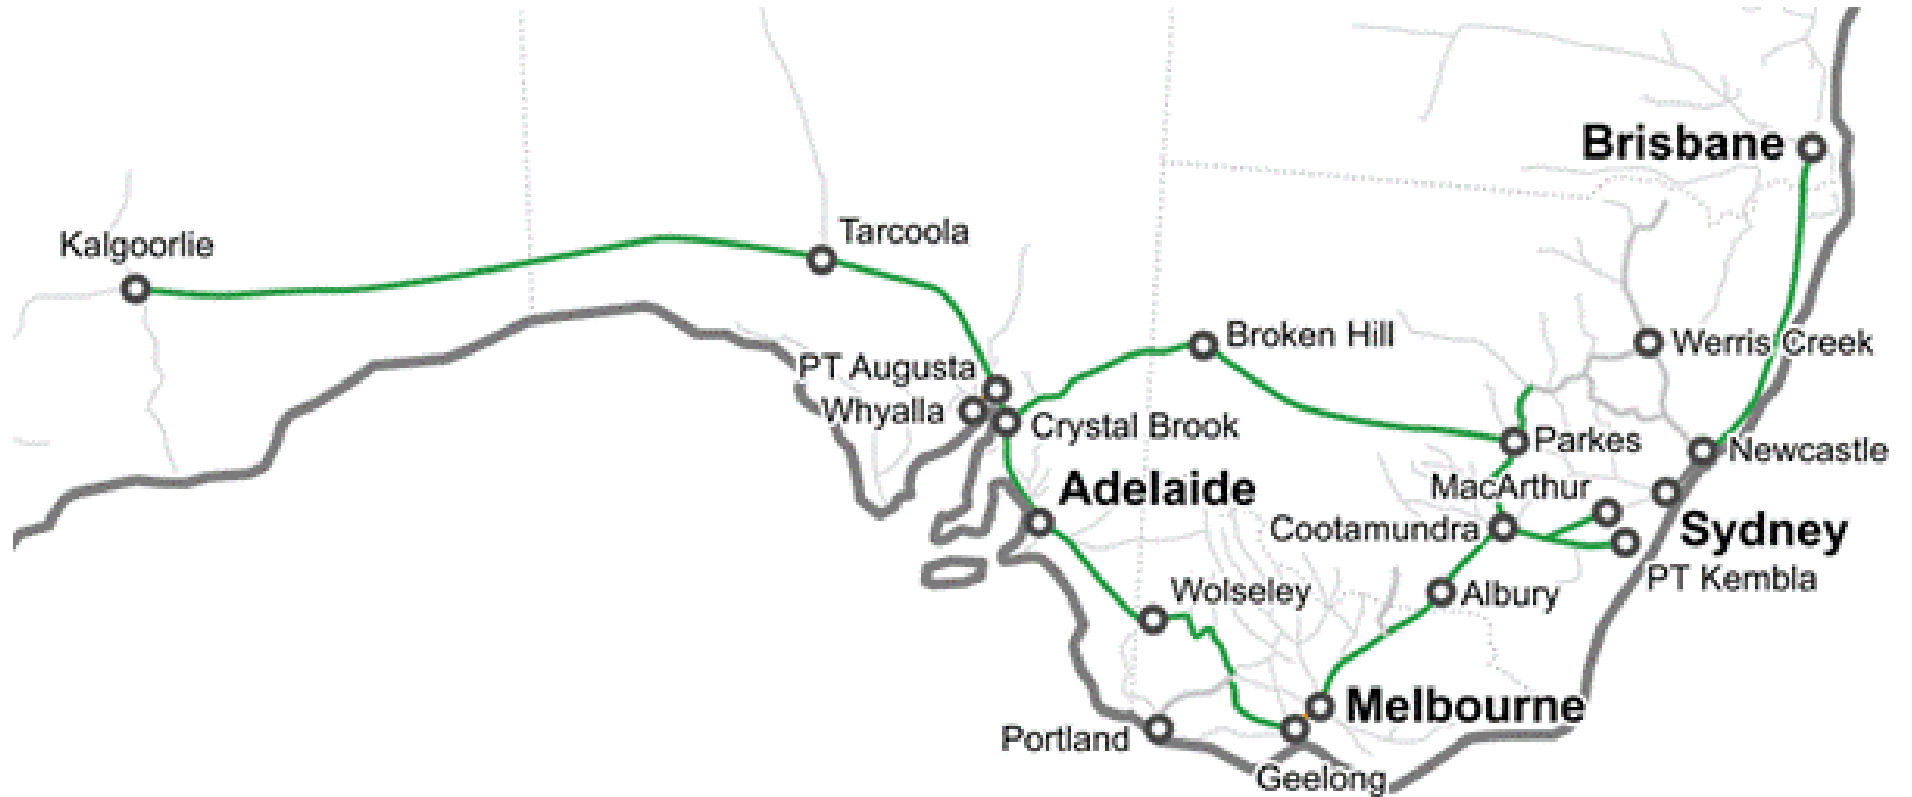 Brisbane
Kalgoorlie
Tarcoola
Broken Hill
Werris Creek
PT Augusta
Whyalla
Crystal Brook
Parkes
Newcastle
Adelaide
MacArthur
Cootamundra
Sydney
PT Kembla
Wolseley
Albury
Melbourne
Portland
Geelong